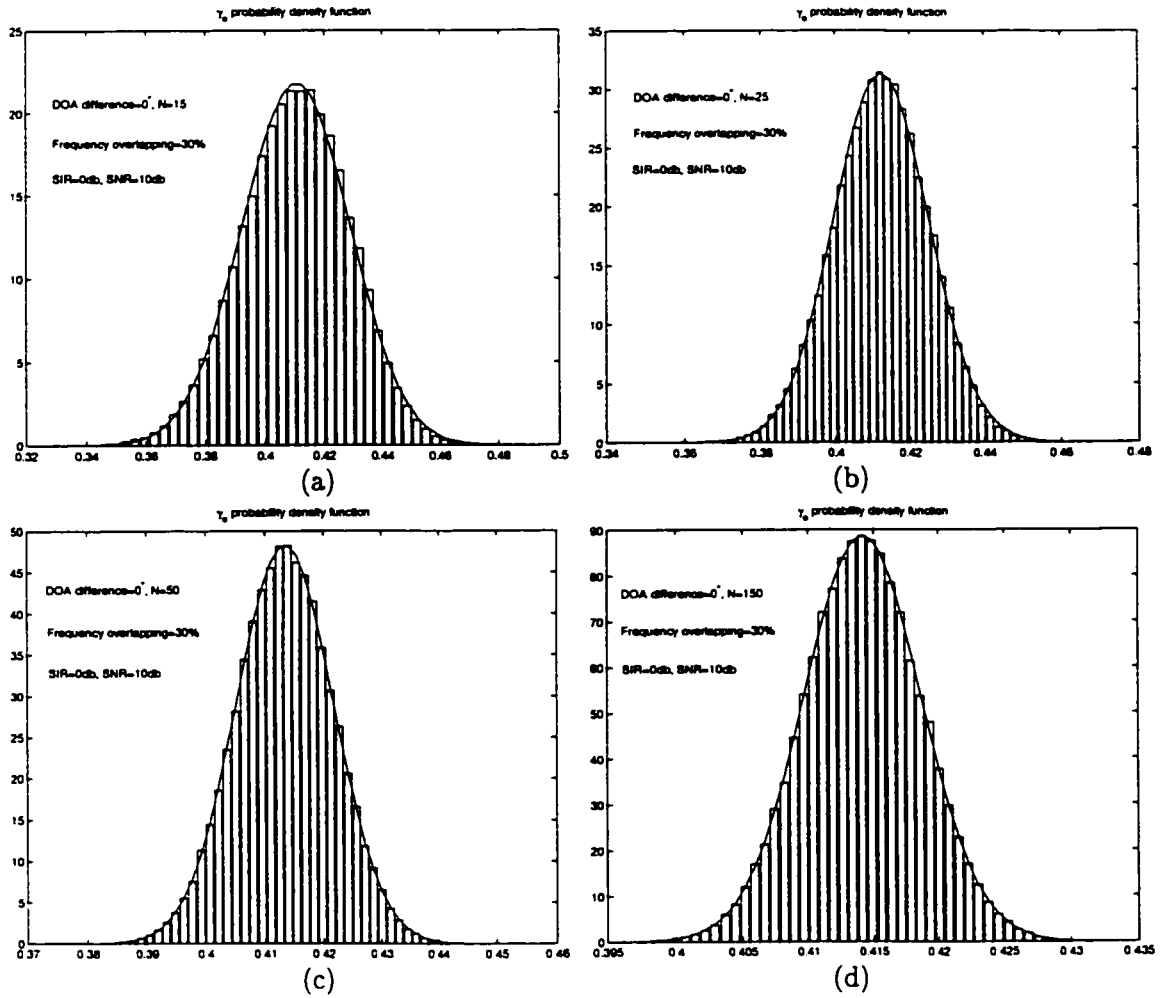 γₑ probability density function
25
20
15
10
5
0
DOA difference=0°, N=15
Frequency overlapping=30%
SIR=0db, SNR=10db
0.32 0.34 0.36 0.38 0.4 0.42 0.44 0.46 0.48 0.5
(a)
γₑ probability density function
35
30
25
20
15
10
5
0
DOA difference=0°, N=25
Frequency overlapping=30%
SIR=0db, SNR=10db
0.34 0.36 0.38 0.4 0.42 0.44 0.46 0.48
(b)
γₑ probability density function
50
45
40
35
30
25
20
15
10
5
0
DOA difference=0°, N=50
Frequency overlapping=30%
SIR=0db, SNR=10db
0.37 0.38 0.39 0.4 0.41 0.42 0.43 0.44 0.45 0.46
(c)
γₑ probability density function
90
80
70
60
50
40
30
20
10
0
DOA difference=0°, N=150
Frequency overlapping=30%
SIR=0db, SNR=10db
0.395 0.4 0.405 0.41 0.415 0.42 0.425 0.43 0.435
(d)